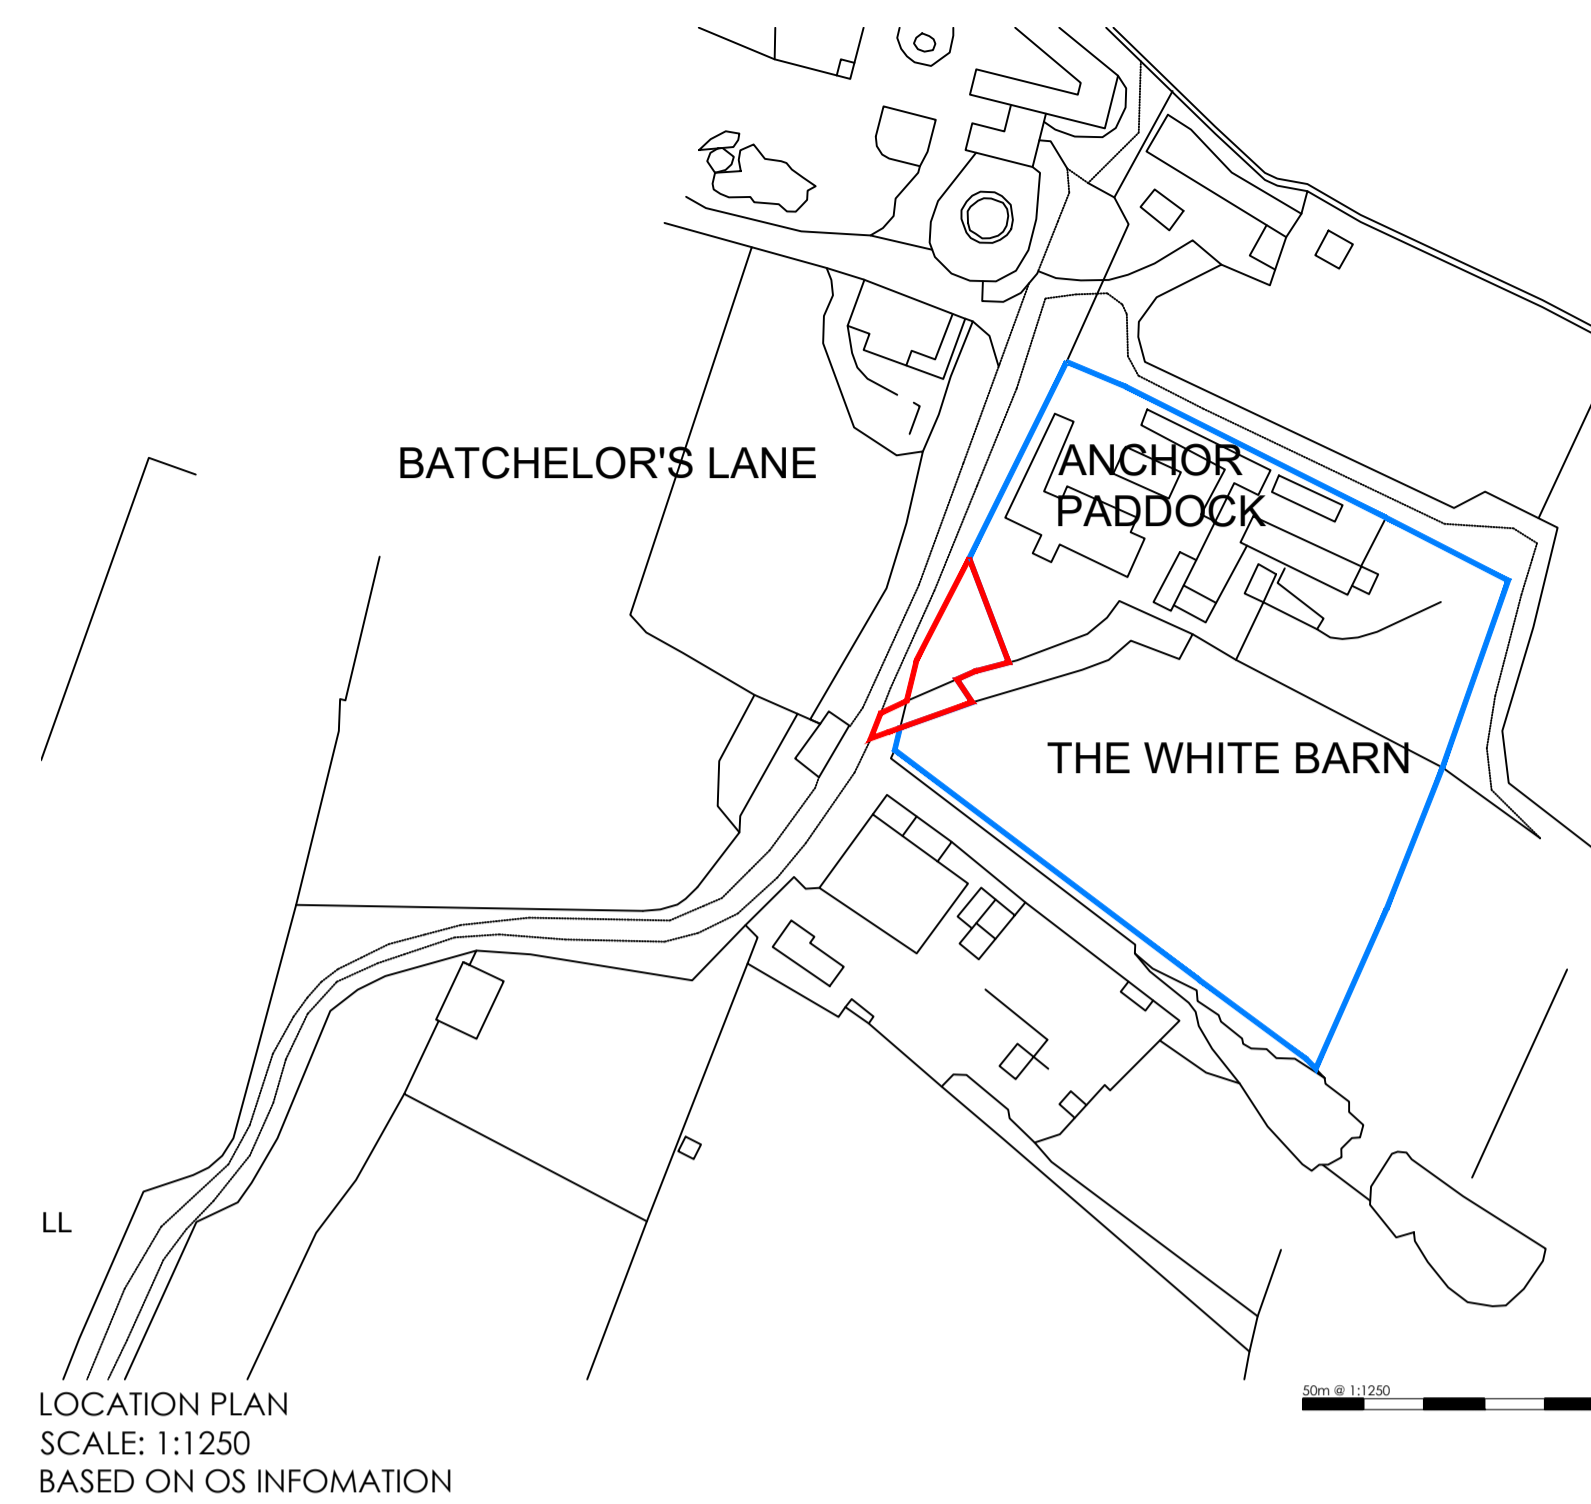 BATCHELOR'S LANE
ANCHOR
PADDOCK
THE WHITE BARN
LL
50m @ 1:1250
LOCATION PLAN
SCALE: 1:1250
BASED ON OS INFOMATION